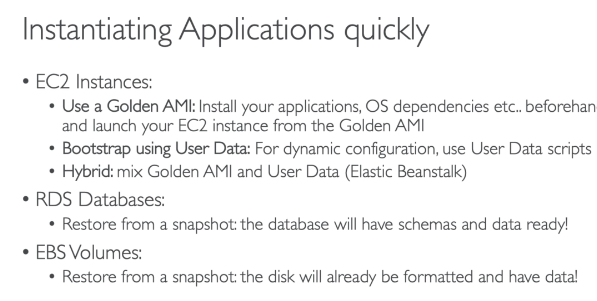 Instantiating Applications quickly
• EC2 Instances:
• Use a Golden AMI: Install your applications, OS dependencies etc.. beforehan
and launch your EC2 instance from the Golden AMI
• Bootstrap using User Data: For dynamic configuration, use User Data scripts
• Hybrid: mix Golden AMI and User Data (Elastic Beanstalk)
• RDS Databases:
• Restore from a snapshot: the database will have schemas and data ready!
• EBS Volumes:
• Restore from a snapshot: the disk will already be formatted and have data!